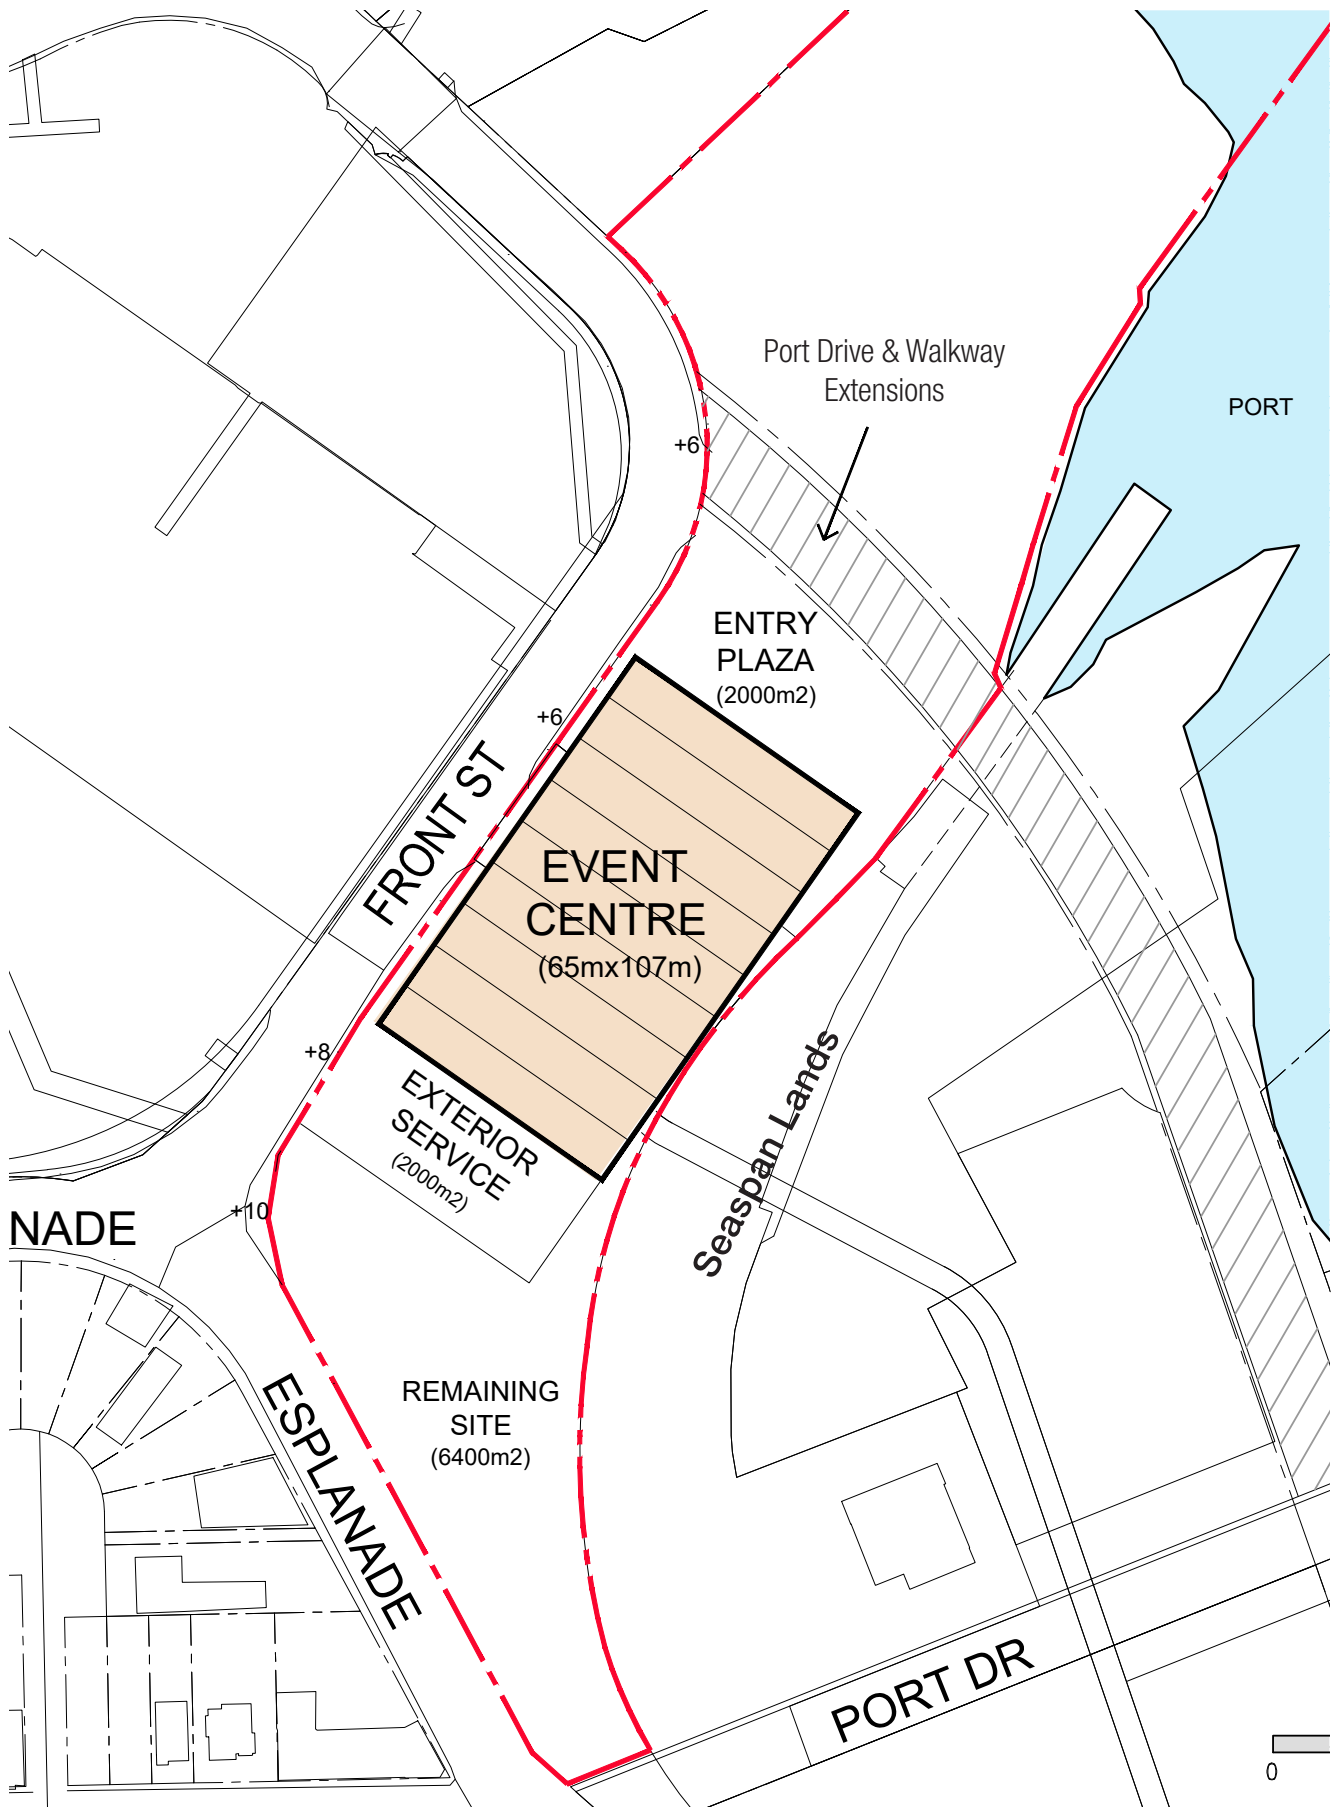 Port Drive & Walkway
Extensions
PORT
+6
ENTRY
PLAZA
(2000m2)
+6
FRONT ST
EVENT
CENTRE
(65mx107m)
+8
EXTERIOR
SERVICE
(2000m2)
Seaspan Lands
+10
NADE
REMAINING
SITE
(6400m2)
ESPLANADE
PORT DR
0